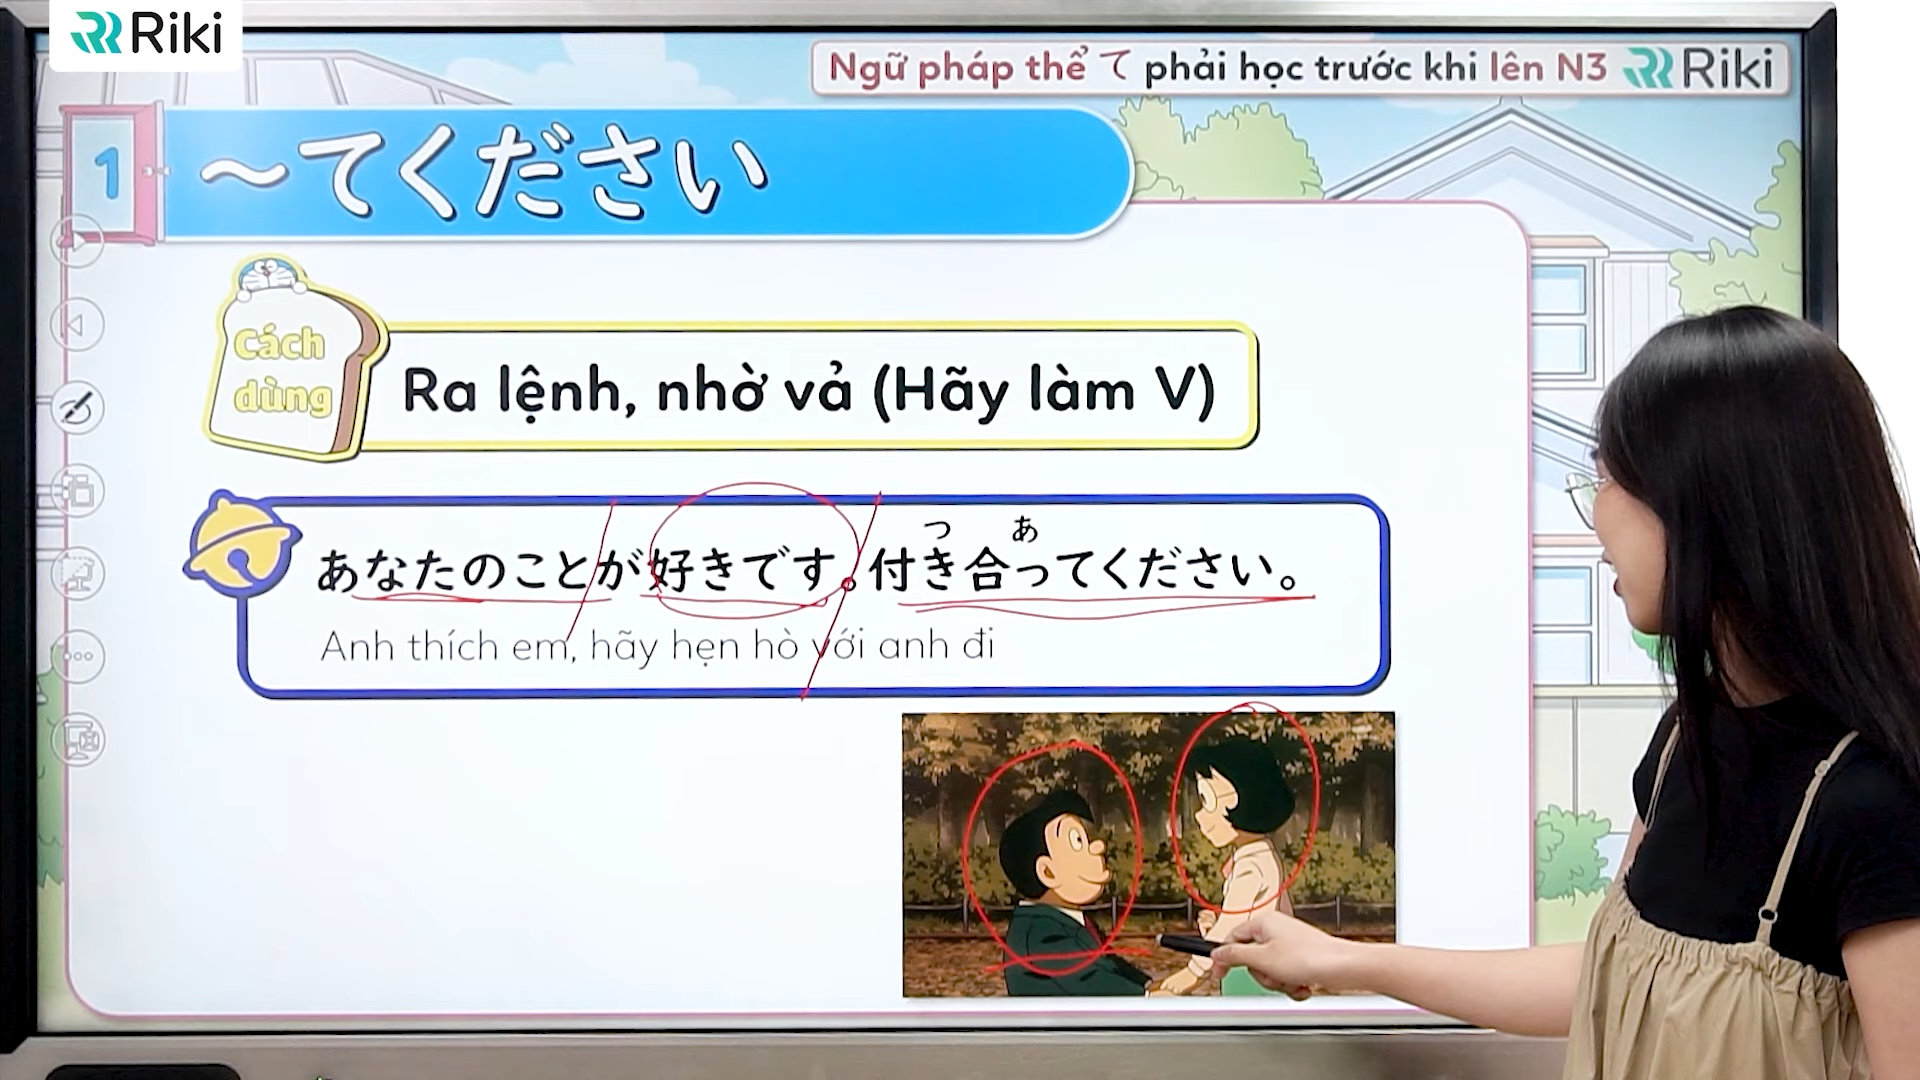 Riki
Ngữ pháp thể て phải học trước khi lên N3 Riki
1 ～てください
Cách dùng
Ra lệnh, nhờ vả (Hãy làm V)
つ あ
あなたのことが好きです。付き合ってください。
Anh thích em, hãy hẹn hò với anh đi